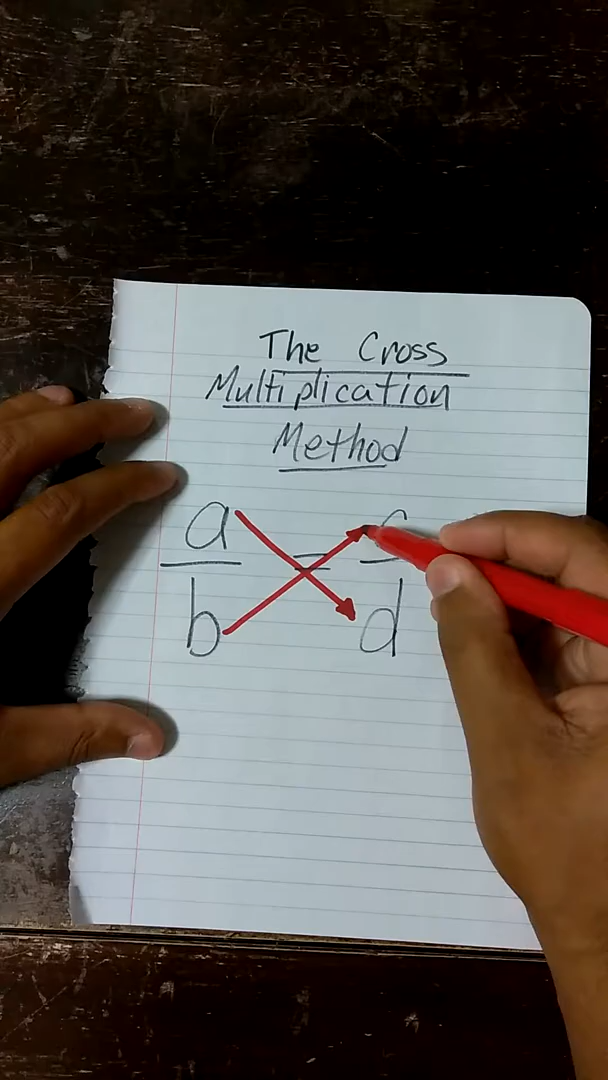 The Cross
Multiplication
Method
a = c
b d